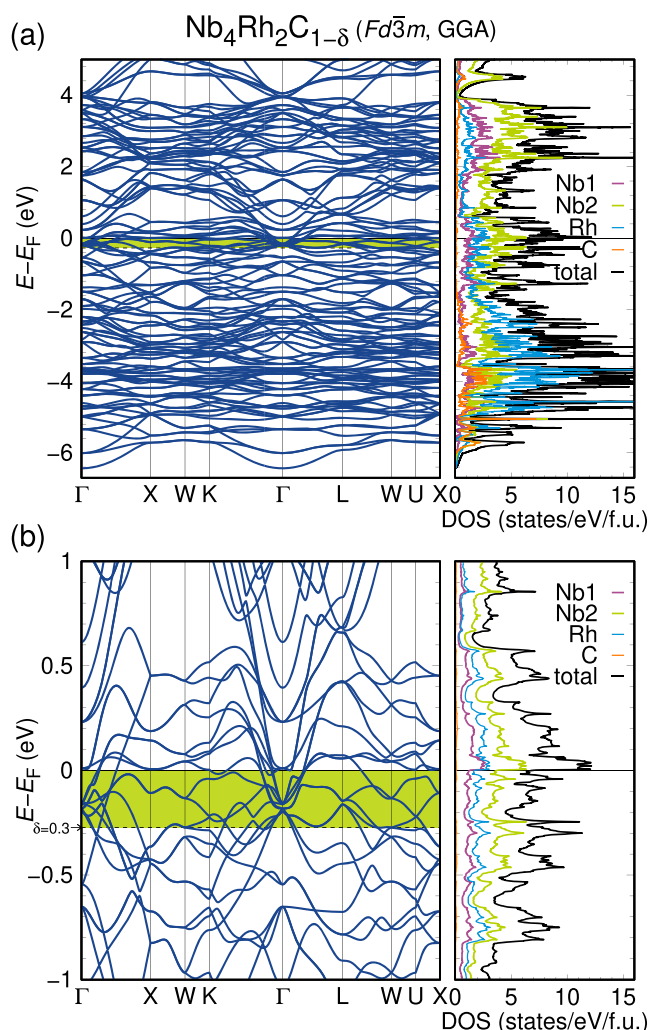 Nb₄Rh₂C₁₋δ (Fd3̅m, GGA)
(a)
4
2
0
−2
−4
−6
E−E_F (eV)
Γ X W K Γ L W U X
Nb1
Nb2
Rh
C
total
0 5 10 15
DOS (states/eV/f.u.)
(b)
1
0.5
0
δ=0.3
−0.5
−1
E−E_F (eV)
Γ X W K Γ L W U X
Nb1
Nb2
Rh
C
total
0 5 10 15
DOS (states/eV/f.u.)